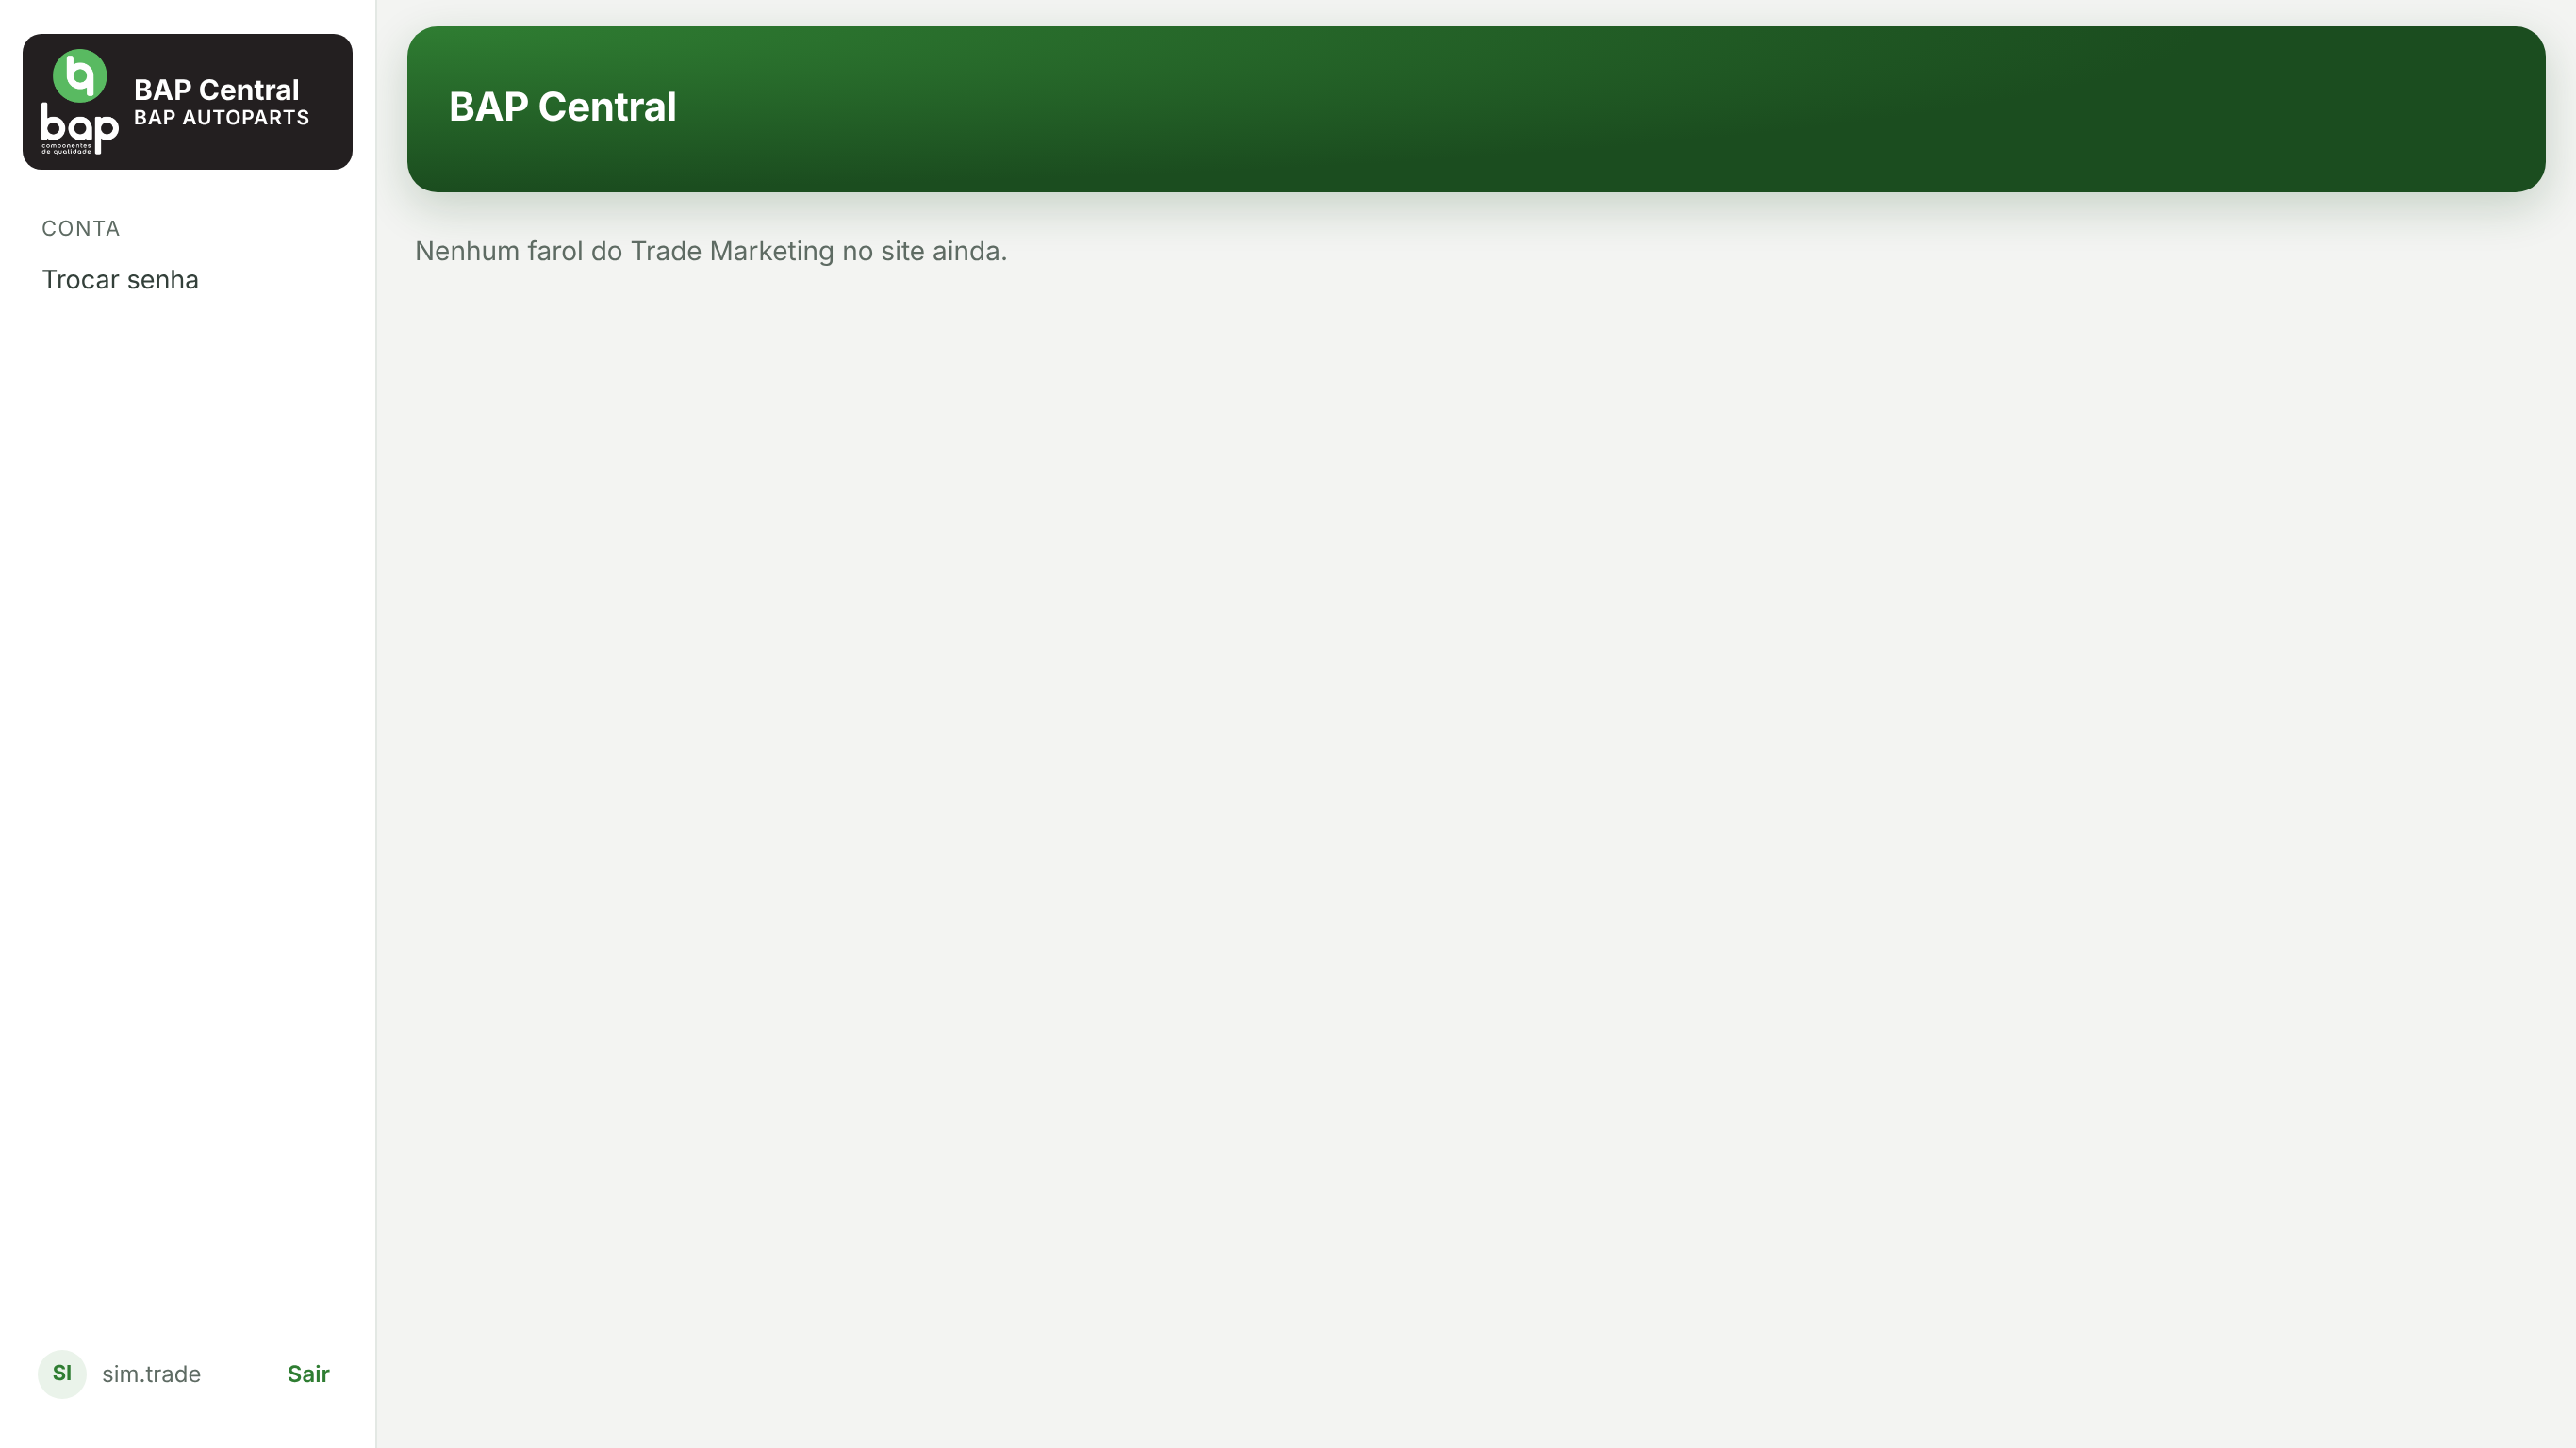 bap
componentes
de qualidade
BAP Central
BAP AUTOPARTS
CONTA
Trocar senha
BAP Central
Nenhum farol do Trade Marketing no site ainda.
SI
sim.trade
Sair